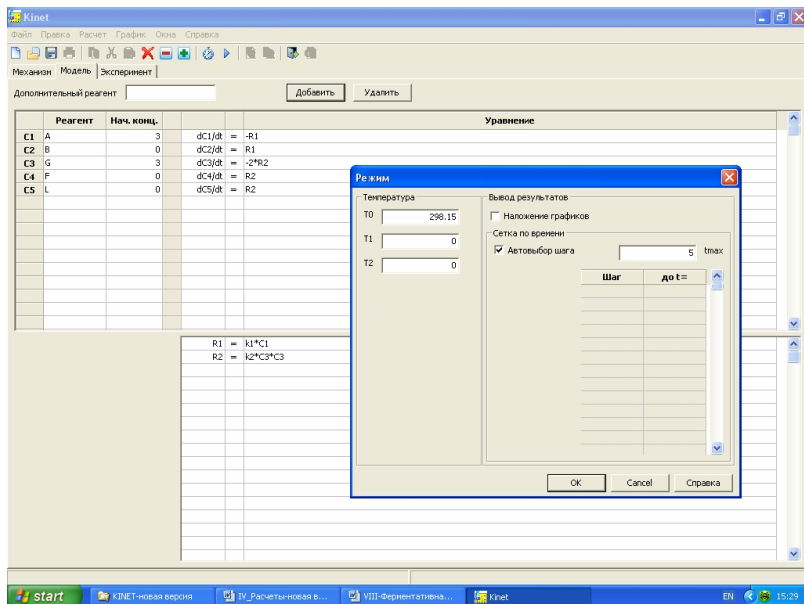 Kinet
Файл Правка Расчет График Окна Справка
Механизм Модель Эксперимент
Дополнительный реагент Добавить Удалить
Реагент Нач. конц. Уравнение
C1 A 3 dC1/dt = -R1
C2 B 0 dC2/dt = R1
C3 G 3 dC3/dt = -2*R2
C4 F 0 dC4/dt = R2
C5 L 0 dC5/dt = R2
R1 = k1*C1
R2 = k2*C3*C3
Режим
Температура
T0 298.15
T1 0
T2 0
Вывод результатов
Наложение графиков
Сетка по времени
Автовыбор шага 5 tmax
Шаг до t=
OK Cancel Справка
start KINET-новая версия IV_Расчеты-новая в... VIII-Ферментативна... Kinet EN 15:29